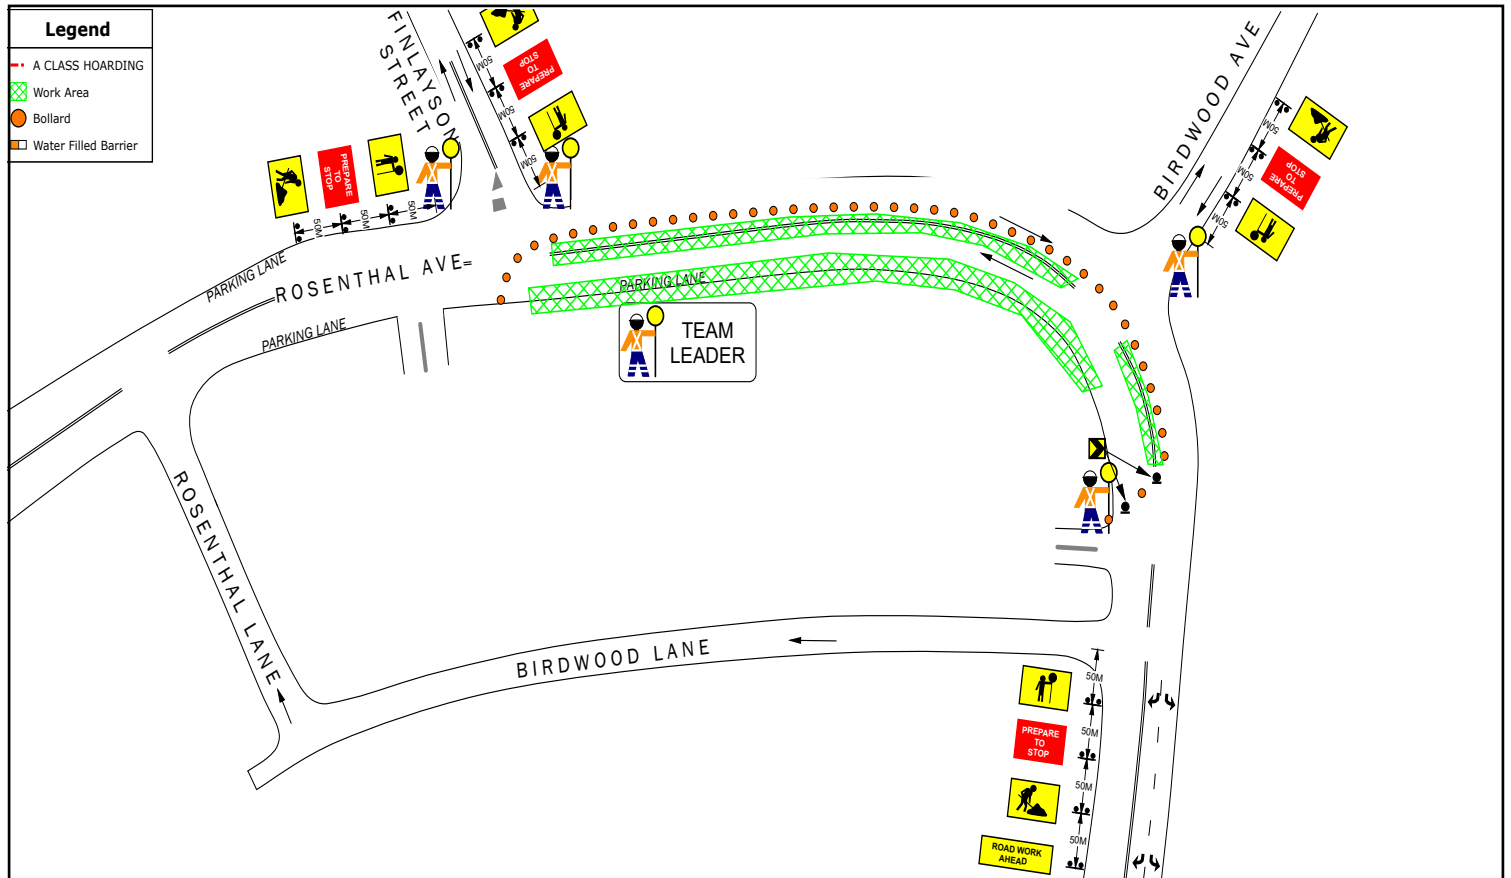 Legend
A CLASS HOARDING
Work Area
Bollard
Water Filled Barrier
FINLAYSON
STREET
50M
PREPARE
TO
STOP
50M
50M
BIRDWOOD AVE
50M
PREPARE
TO
STOP
50M
50M
PREPARE
TO
STOP
50M
50M
50M
PARKING LANE
ROSENTHAL AVE
PARKING LANE
PARKING LANE
TEAM
LEADER
ROSENTHAL LANE
BIRDWOOD LANE
50M
PREPARE
TO
STOP
50M
50M
ROAD WORK
AHEAD
50M